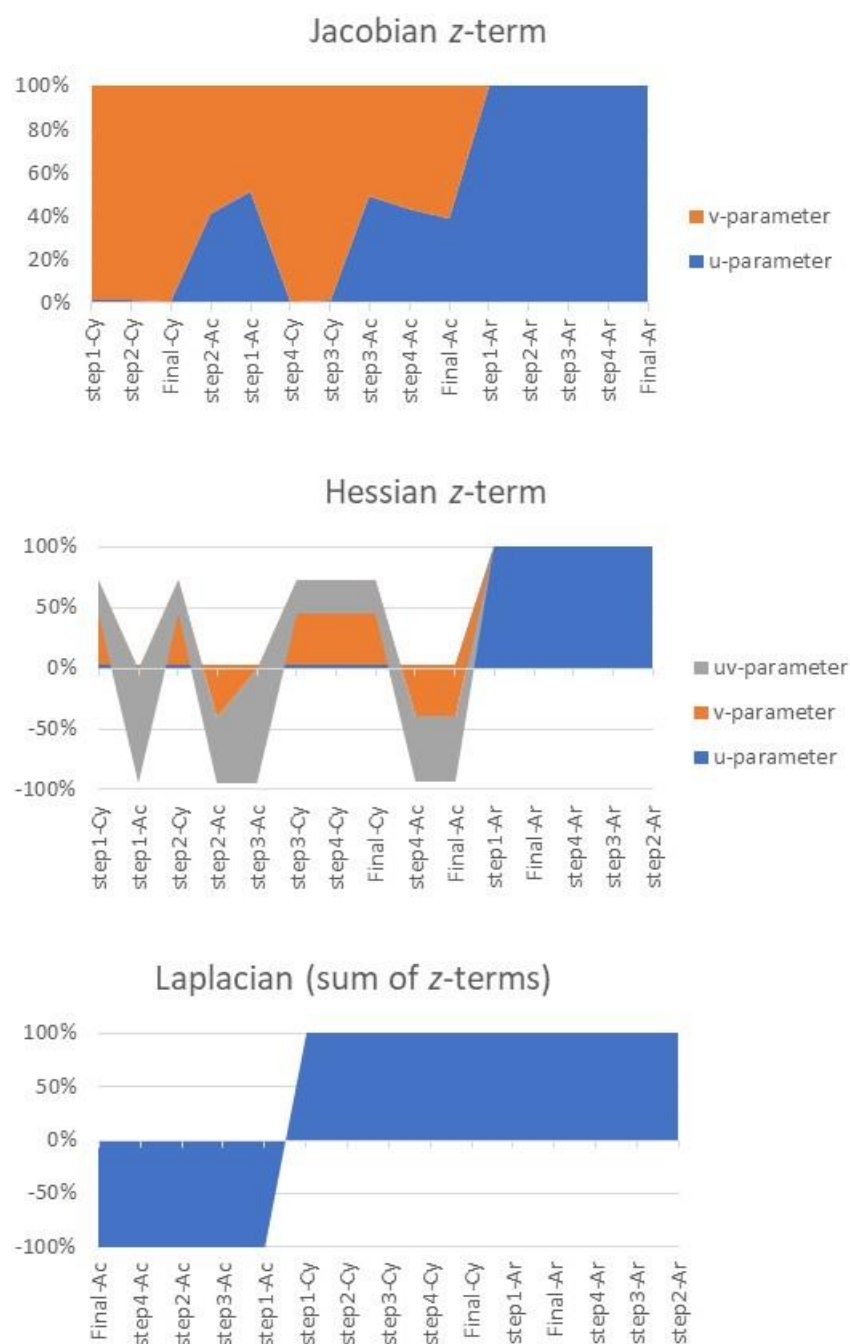 Jacobian z-term
100%
80%
60%
40%
20%
0%
v-parameter
u-parameter
step1-Cy
step2-Cy
Final-Cy
step2-Ac
step1-Ac
step4-Cy
step3-Cy
step3-Ac
step4-Ac
Final-Ac
step1-Ar
step2-Ar
step3-Ar
step4-Ar
Final-Ar
Hessian z-term
100%
50%
0%
-50%
-100%
uv-parameter
v-parameter
u-parameter
step1-Cy
step1-Ac
step2-Cy
step2-Ac
step3-Ac
step3-Cy
step4-Cy
Final-Cy
step4-Ac
Final-Ac
step1-Ar
Final-Ar
step4-Ar
step3-Ar
step2-Ar
Laplacian (sum of z-terms)
100%
50%
0%
-50%
-100%
Final-Ac
step4-Ac
step2-Ac
step3-Ac
step1-Ac
step1-Cy
step2-Cy
step3-Cy
step4-Cy
Final-Cy
step1-Ar
Final-Ar
step4-Ar
step3-Ar
step2-Ar